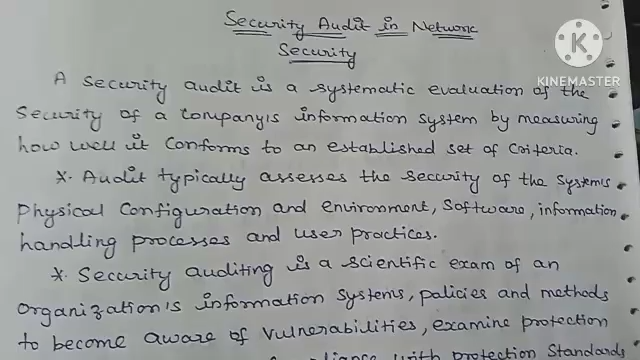 Security Audit in Network
Security
KINEMASTER
A security audit is a systematic evaluation of the
security of a company's information system by measuring
how well it conforms to an established set of criteria.
*. Audit typically assesses the security of the system's
physical configuration and environment, software, information
handling processes and user practices.
*. Security auditing is a scientific exam of an
organization's information systems, policies and methods
to become aware of vulnerabilities, examine protection
with protection standards